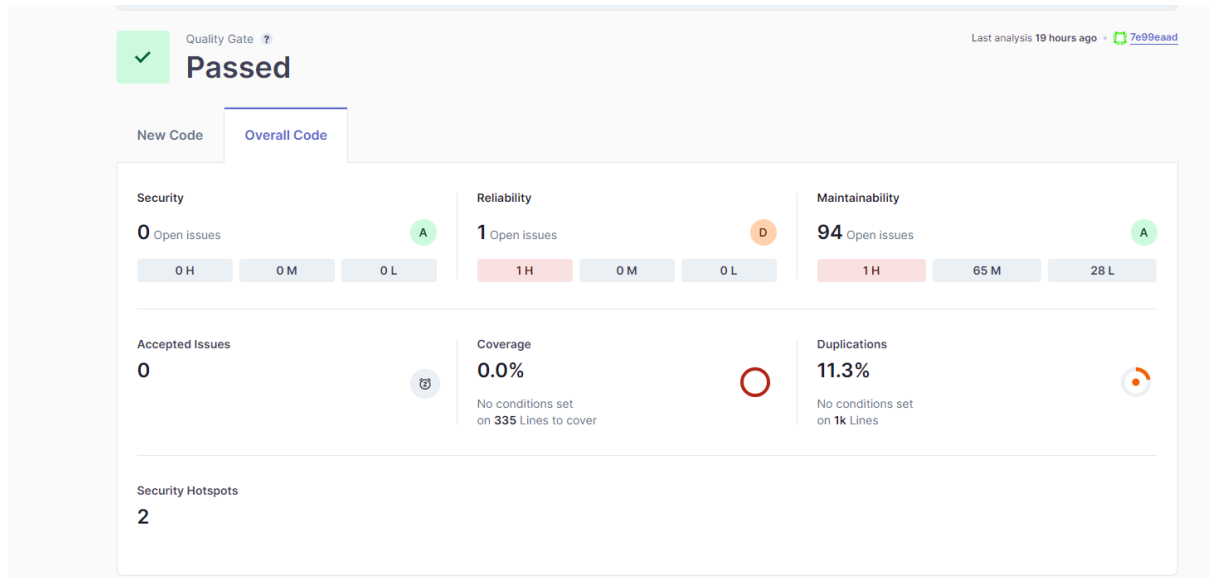 Quality Gate ?
Last analysis 19 hours ago • 7e99eaad
Passed
New Code
Overall Code
Security
0 Open issues
A
0 H
0 M
0 L
Reliability
1 Open issues
D
1 H
0 M
0 L
Maintainability
94 Open issues
A
1 H
65 M
28 L
Accepted Issues
0
Coverage
0.0%
No conditions set
on 335 Lines to cover
Duplications
11.3%
No conditions set
on 1k Lines
Security Hotspots
2